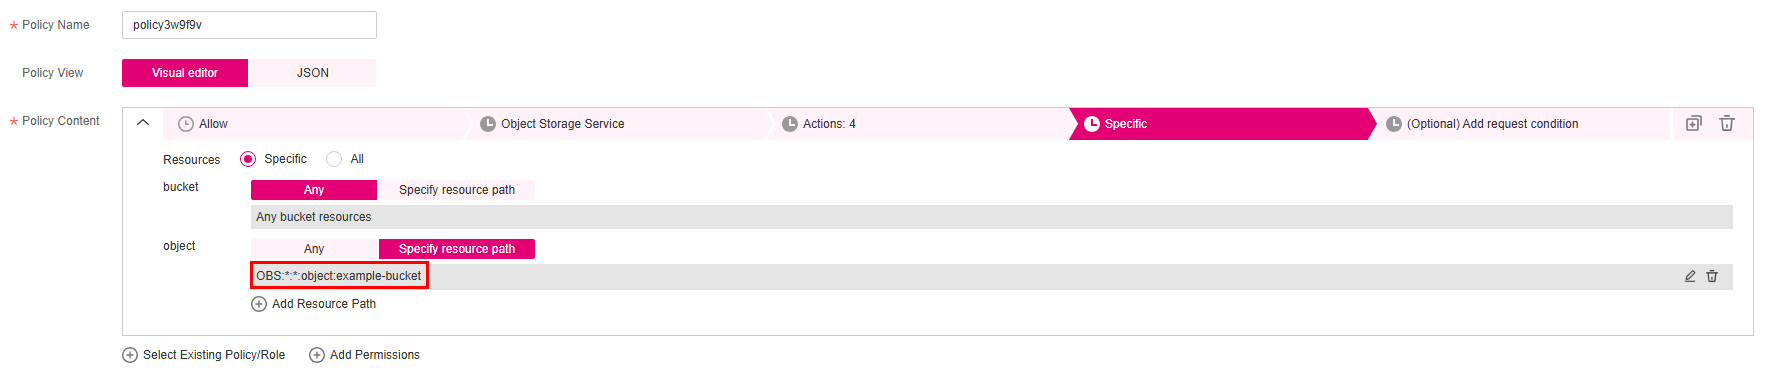 * Policy Name policy3w9f9v
Policy View Visual editor JSON
* Policy Content Allow Object Storage Service Actions: 4 Specific (Optional) Add request condition
Resources Specific All
bucket Any Specify resource path
Any bucket resources
object Any Specify resource path
OBS:*:*:object:example-bucket
Add Resource Path
Select Existing Policy/Role Add Permissions